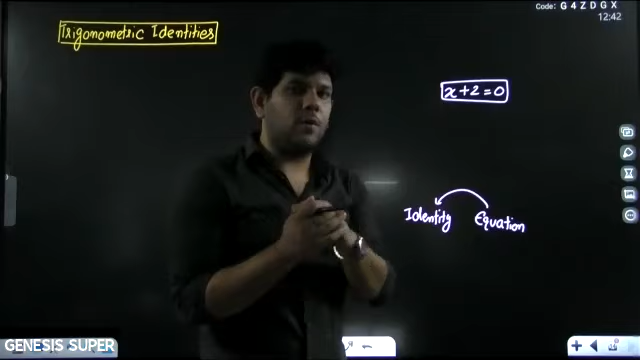 Code: G 4 Z D G X
12:42
Trigonometric Identities
x+2=0
Identity Equation
GENESIS SUPER